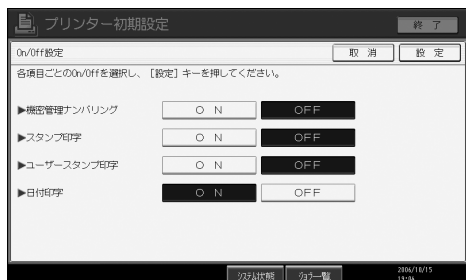 プリンター初期設定 終 了
On/Off設定 取 消 設 定
各項目ごとのOn/Offを選択し、［設定］キーを押してください。
▶機密管理ナンバリング O N OFF
▶スタンプ印字 O N OFF
▶ユーザースタンプ印字 O N OFF
▶日付印字 O N OFF
システム状態 ジョブ一覧 2006/10/15
19:06